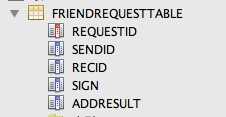 FRIENDREQUESTTABLE
REQUESTID
SENDID
RECID
SIGN
ADDRESULT